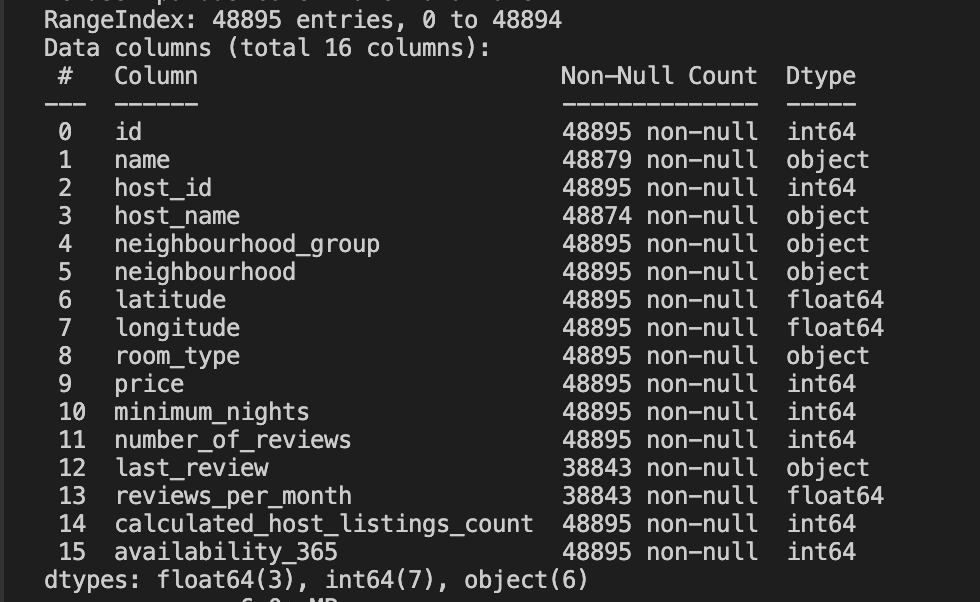 RangeIndex: 48895 entries, 0 to 48894
Data columns (total 16 columns):
 #   Column                          Non-Null Count  Dtype
---  ------                          --------------  -----
 0   id                              48895 non-null  int64
 1   name                            48879 non-null  object
 2   host_id                         48895 non-null  int64
 3   host_name                       48874 non-null  object
 4   neighbourhood_group             48895 non-null  object
 5   neighbourhood                   48895 non-null  object
 6   latitude                        48895 non-null  float64
 7   longitude                       48895 non-null  float64
 8   room_type                       48895 non-null  object
 9   price                           48895 non-null  int64
 10  minimum_nights                  48895 non-null  int64
 11  number_of_reviews               48895 non-null  int64
 12  last_review                     38843 non-null  object
 13  reviews_per_month               38843 non-null  float64
 14  calculated_host_listings_count  48895 non-null  int64
 15  availability_365                48895 non-null  int64
dtypes: float64(3), int64(7), object(6)